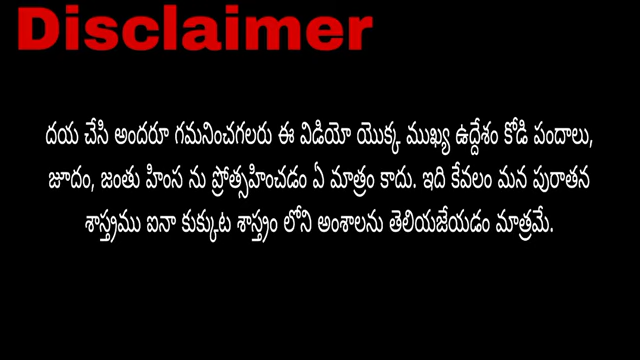 Disclaimer
దయ చేసి అందరూ గమనించగలరు ఈ విడియో యొక్క ముఖ్య ఉద్దేశం కోడి పందాలు,
జూదం, జంతు హింస ను ప్రోత్సహించడం ఏ మాత్రం కాదు. ఇది కేవలం మన పురాతన
శాస్త్రము ఐనా కుక్కుట శాస్త్రం లోని అంశాలను తెలియజేయడం మాత్రమే.